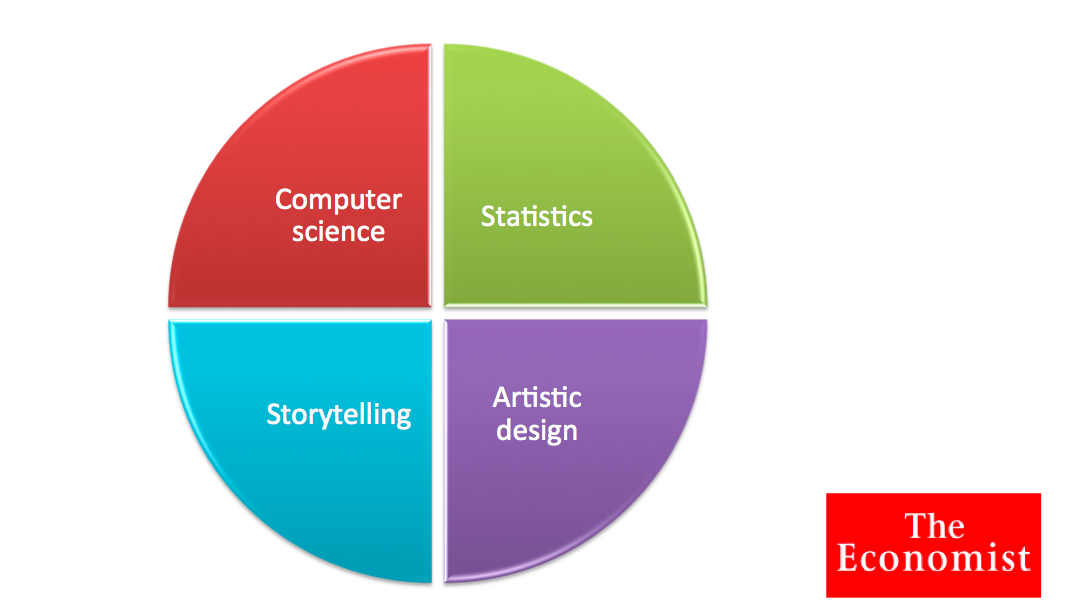 Computer
science
Statistics
Storytelling
Artistic
design
The
Economist